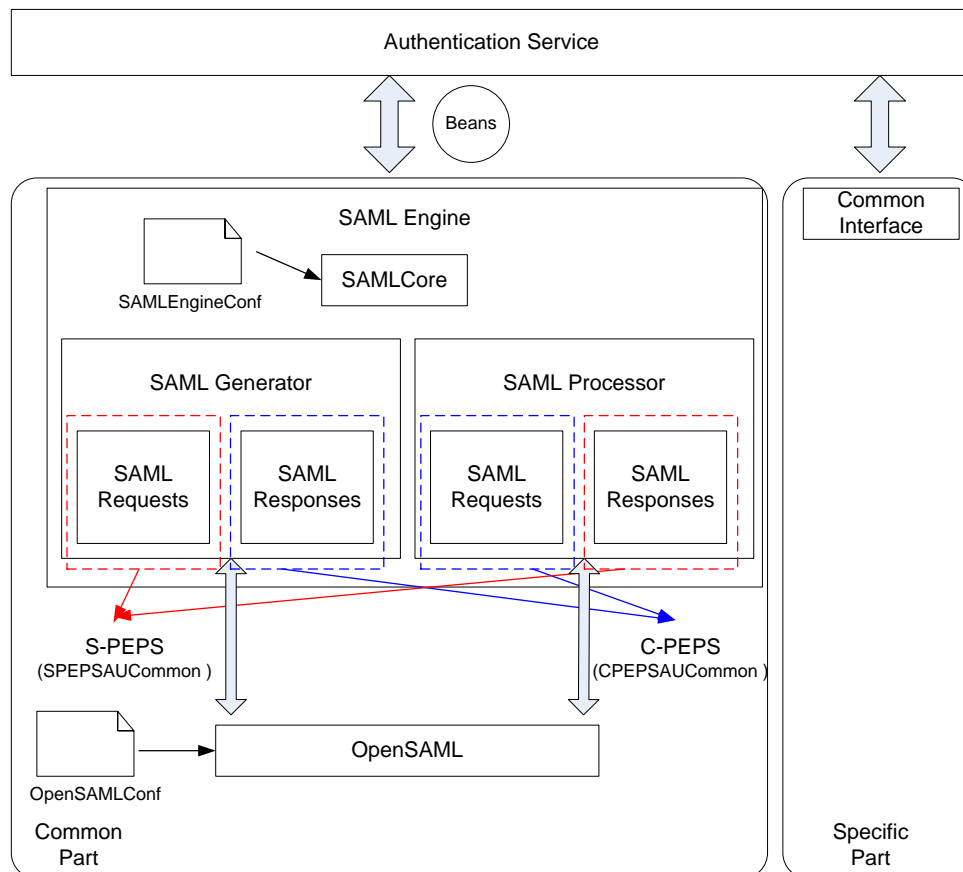 Authentication Service
Beans
SAML Engine
Common
Interface
SAMLCore
SAMLEngineConf
SAML Generator
SAML Processor
SAML
Requests
SAML
Responses
SAML
Requests
SAML
Responses
S-PEPS
(SPEPSAUCommon )
C-PEPS
(CPEPSAUCommon )
OpenSAML
OpenSAMLConf
Common
Part
Specific
Part